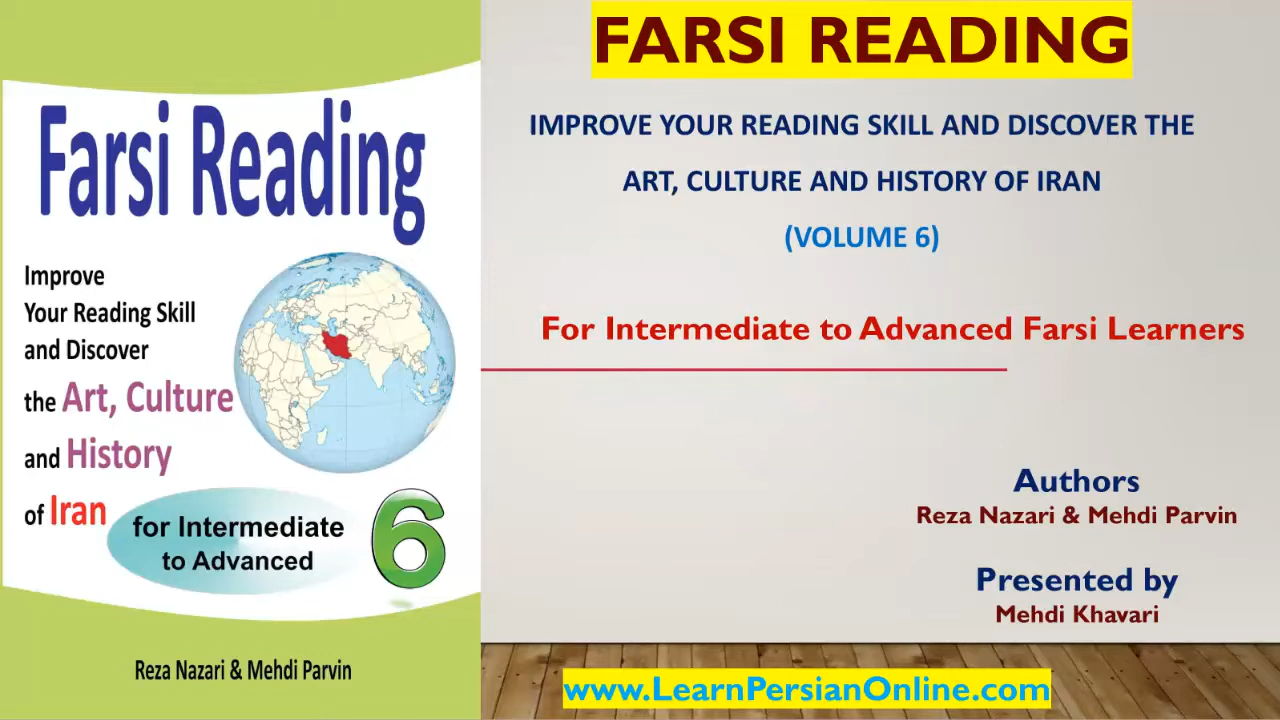 Farsi Reading
Improve
Your Reading Skill
and Discover
the Art, Culture
and History
of Iran
for Intermediate
to Advanced
6
Reza Nazari & Mehdi Parvin
FARSI READING
IMPROVE YOUR READING SKILL AND DISCOVER THE
ART, CULTURE AND HISTORY OF IRAN
(VOLUME 6)
For Intermediate to Advanced Farsi Learners
Authors
Reza Nazari & Mehdi Parvin
Presented by
Mehdi Khavari
www.LearnPersianOnline.com